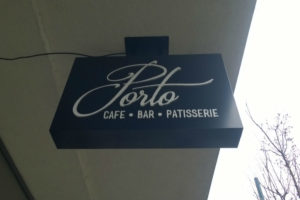 Porto
CAFE • BAR • PATISSERIE